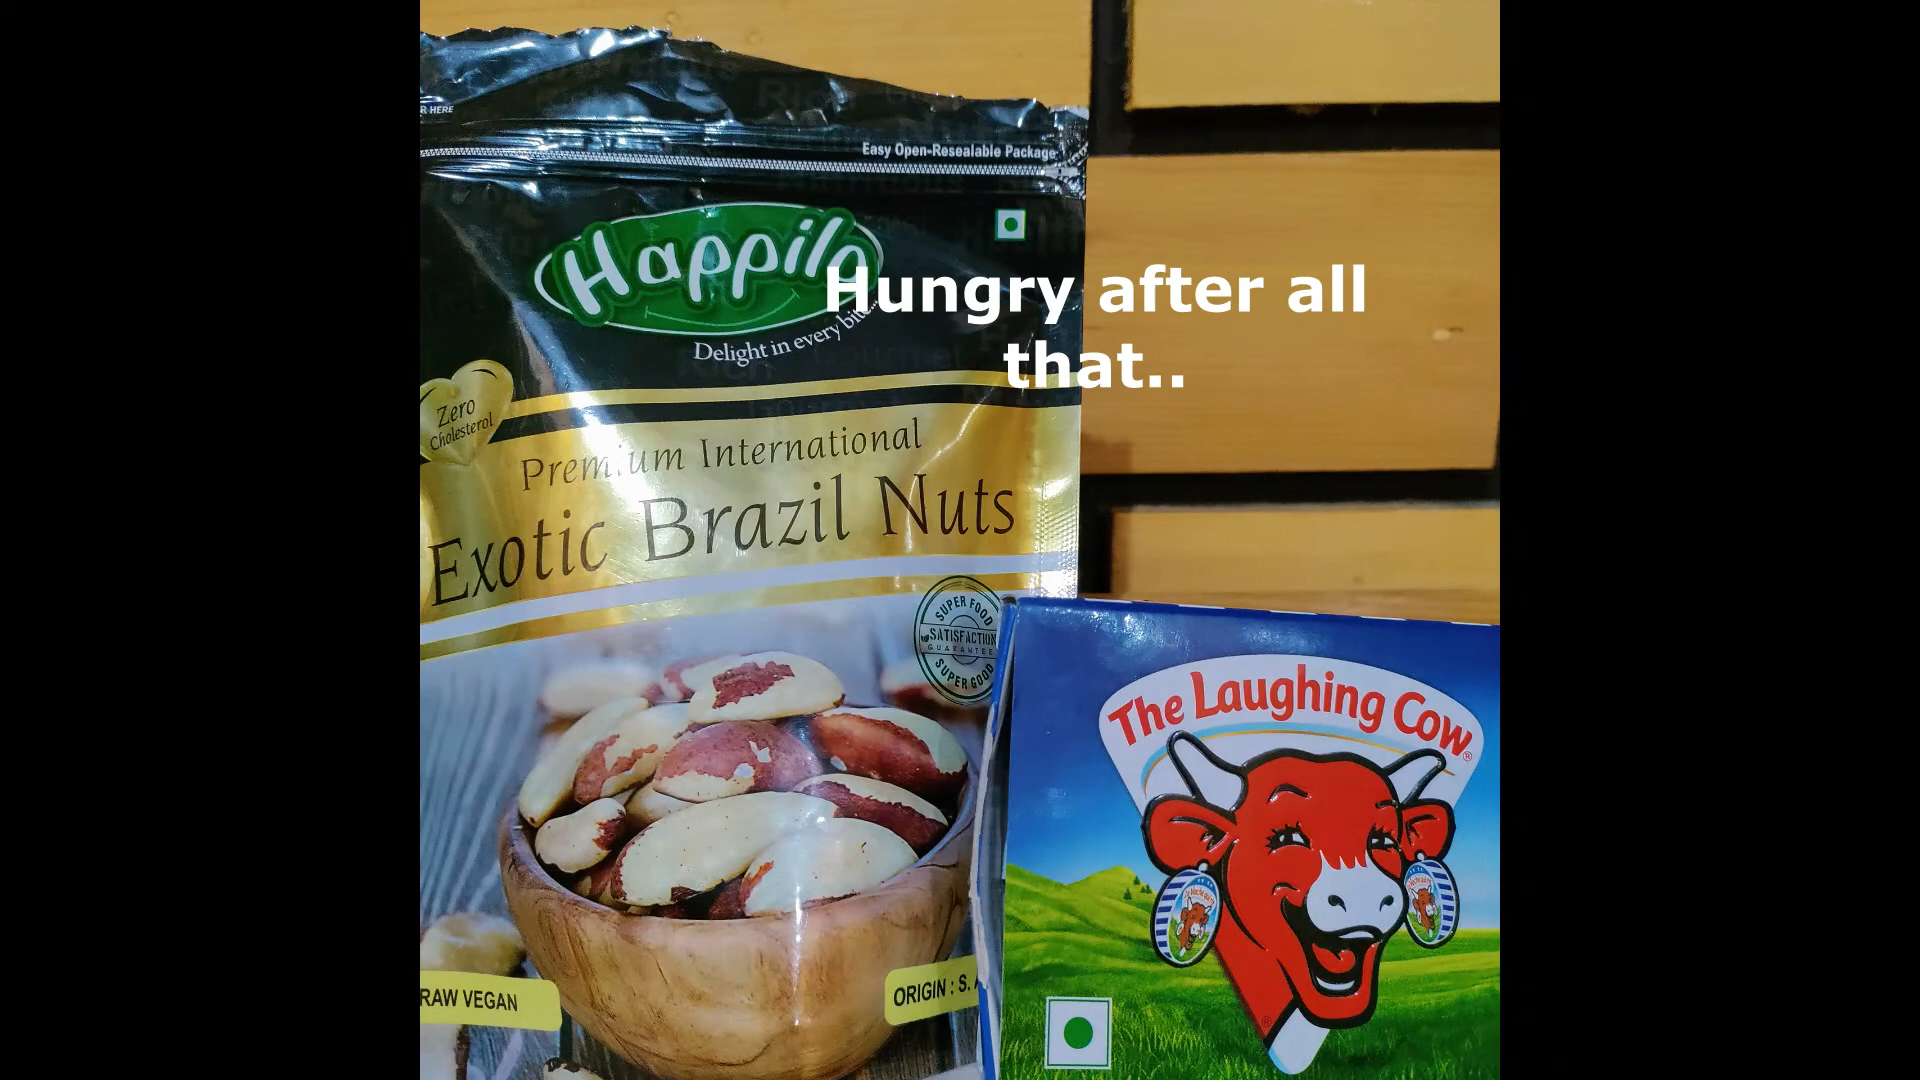 R HERE
Easy Open-Resealable Package
Happilo
Delight in every bite...
Hungry after all
that..
Zero
Cholesterol
Premium International
Exotic Brazil Nuts
SUPER FOOD
SATISFACTION
GUARANTEE
SUPER GOOD
The Laughing Cow®
RAW VEGAN
ORIGIN : S.